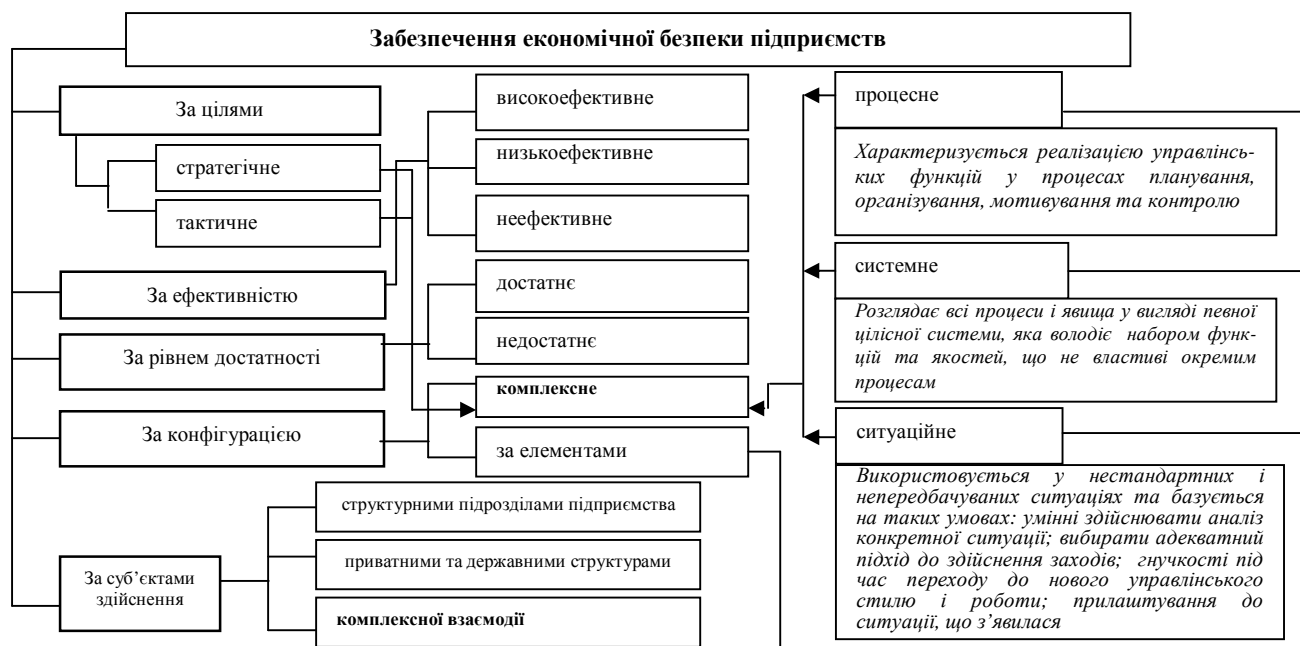 Забезпечення економічної безпеки підприємств
За цілями
стратегічне
тактичне
За ефективністю
За рівнем достатності
За конфігурацією
За суб’єктами
здійснення
високоефективне
низькоефективне
неефективне
достатнє
недостатнє
комплексне
за елементами
структурними підрозділами підприємства
приватними та державними структурами
комплексної взаємодії
процесне
Характеризується реалізацією управлінсь-
ких функцій у процесах планування,
організування, мотивування та контролю
системне
Розглядає всі процеси і явища у вигляді певної
цілісної системи, яка володіє набором функ-
цій та якостей, що не властиві окремим
процесам
ситуаційне
Використовується у нестандартних і
непередбачуваних ситуаціях та базується
на таких умовах: умінні здійснювати аналіз
конкретної ситуації; вибирати адекватний
підхід до здійснення заходів; гнучкості під
час переходу до нового управлінського
стилю і роботи; прилаштування до
ситуації, що з’явилася